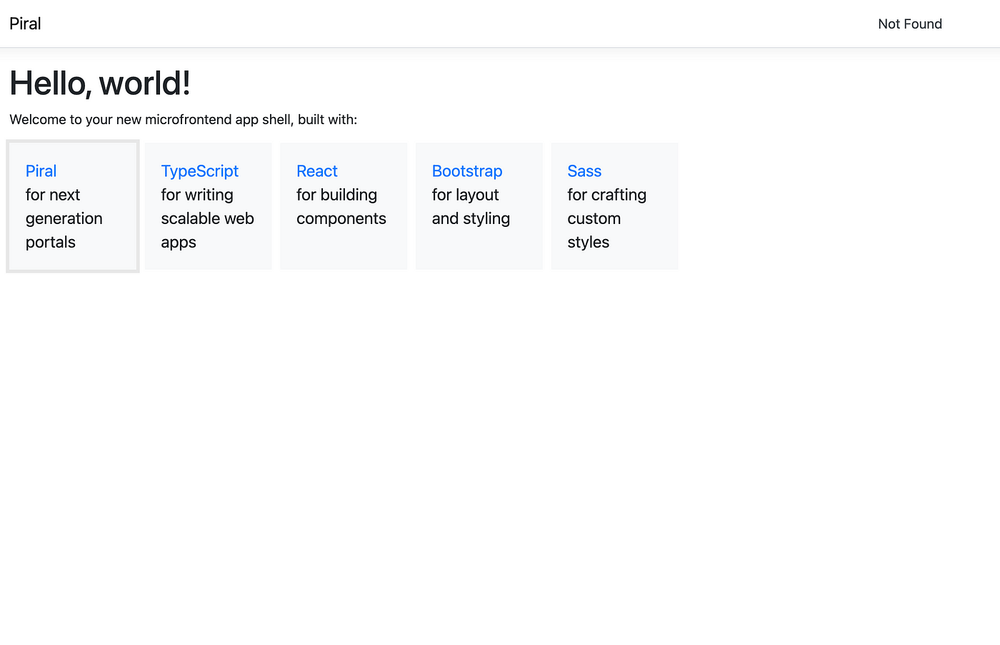 Piral
Not Found
Hello, world!
Welcome to your new microfrontend app shell, built with:
Piral
for next
generation
portals
TypeScript
for writing
scalable web
apps
React
for building
components
Bootstrap
for layout
and styling
Sass
for crafting
custom
styles